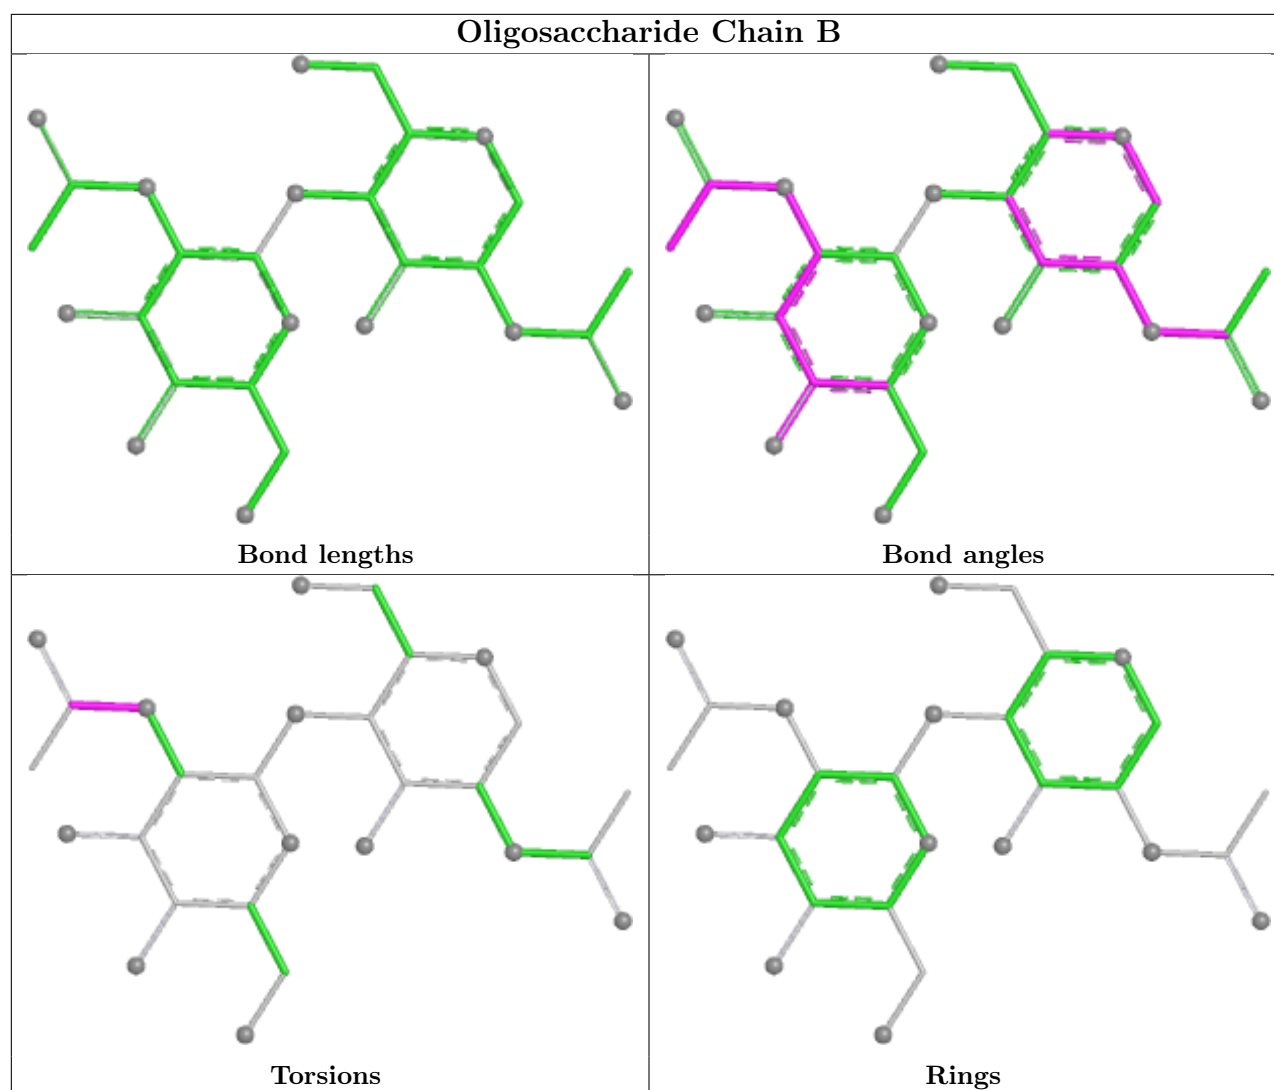 Oligosaccharide Chain B
Bond lengths
Bond angles
Torsions
Rings